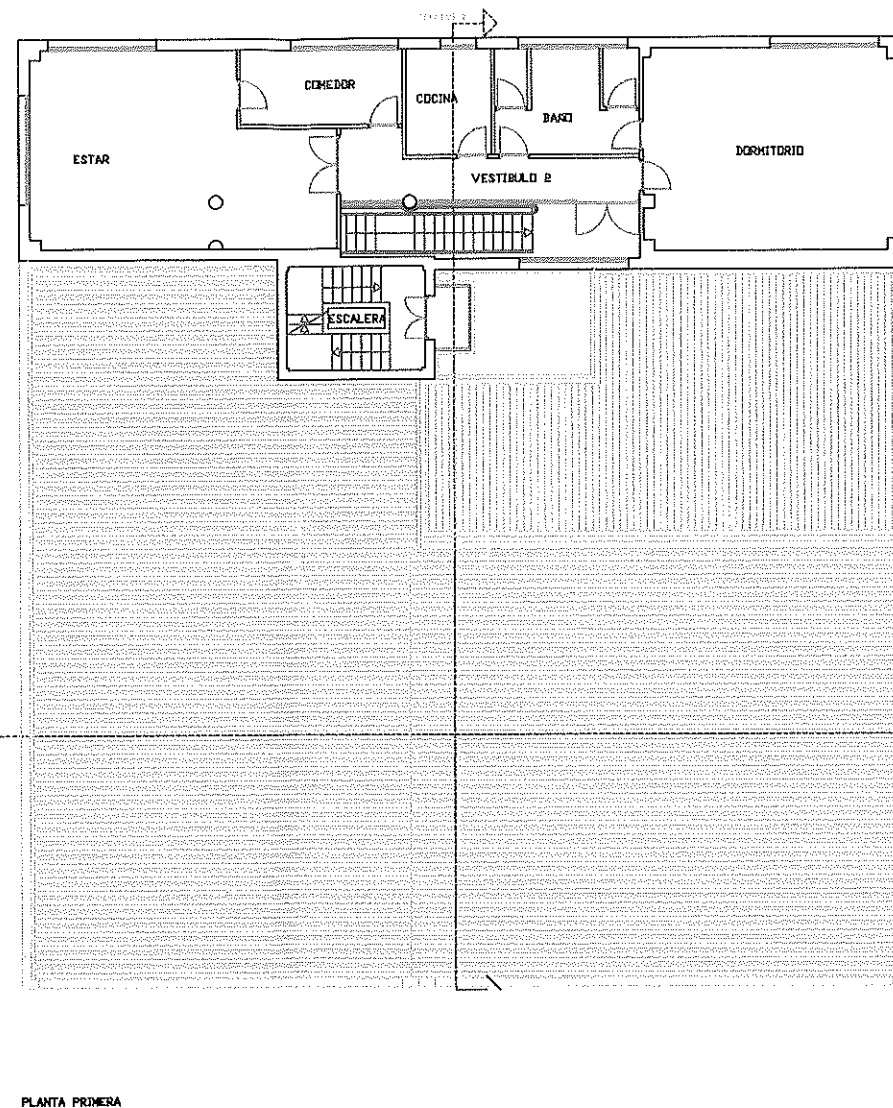 COMEDOR
COCINA
BAÑO
ESTAR
DORMITORIO
VESTIBULO 2
ESCALERA
PLANTA PRIMERA